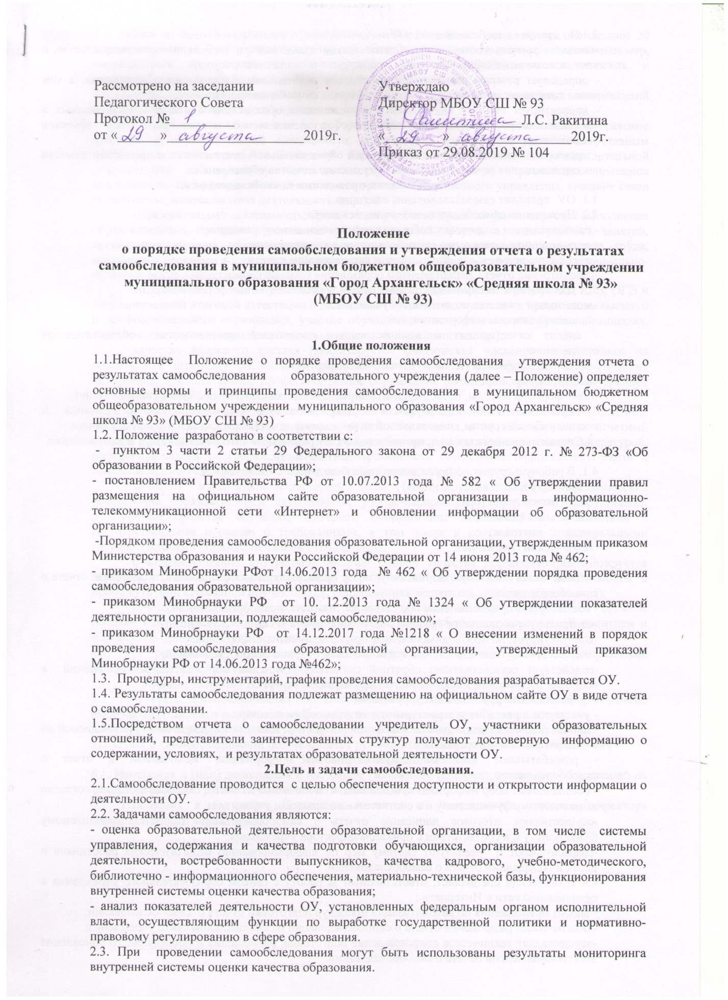 Рассмотрено на заседании
Педагогического Совета
Протокол № 1
от «29» августа 2019г.
Утверждаю
Директор МБОУ СШ № 93
Л.С. Ракитина
«29» августа 2019г.
Приказ от 29.08.2019 № 104
Положение
о порядке проведения самообследования и утверждения отчета о результатах
самообследования в муниципальном бюджетном общеобразовательном учреждении
муниципального образования «Город Архангельск» «Средняя школа № 93»
(МБОУ СШ № 93)
1.Общие положения
1.1.Настоящее Положение о порядке проведения самообследования утверждения отчета о
результатах самообследования образовательного учреждения (далее – Положение) определяет
основные нормы и принципы проведения самообследования в муниципальном бюджетном
общеобразовательном учреждении муниципального образования «Город Архангельск» «Средняя
школа № 93» (МБОУ СШ № 93)
1.2. Положение разработано в соответствии с:
- пунктом 3 части 2 статьи 29 Федерального закона от 29 декабря 2012 г. № 273-ФЗ «Об
образовании в Российской Федерации»;
- постановлением Правительства РФ от 10.07.2013 года № 582 « Об утверждении правил
размещения на официальном сайте образовательной организации в информационно-
телекоммуникационной сети «Интернет» и обновлении информации об образовательной
организации»;
-Порядком проведения самообследования образовательной организации, утвержденным приказом
Министерства образования и науки Российской Федерации от 14 июня 2013 года № 462;
- приказом Минобрнауки РФот 14.06.2013 года № 462 « Об утверждении порядка проведения
самообследования образовательной организации»;
- приказом Минобрнауки РФ от 10. 12.2013 года № 1324 « Об утверждении показателей
деятельности организации, подлежащей самообследованию»;
- приказом Минобрнауки РФ от 14.12.2017 года №1218 « О внесении изменений в порядок
проведения самообследования образовательной организации, утвержденный приказом
Минобрнауки РФ от 14.06.2013 года №462»;
1.3. Процедуры, инструментарий, график проведения самообследования разрабатывается ОУ.
1.4. Результаты самообследования подлежат размещению на официальном сайте ОУ в виде отчета
о самообследовании.
1.5.Посредством отчета о самообследовании учредитель ОУ, участники образовательных
отношений, представители заинтересованных структур получают достоверную информацию о
содержании, условиях, и результатах образовательной деятельности ОУ.
2.Цель и задачи самообследования.
2.1.Самообследование проводится с целью обеспечения доступности и открытости информации о
деятельности ОУ.
2.2. Задачами самообследования являются:
- оценка образовательной деятельности образовательной организации, в том числе системы
управления, содержания и качества подготовки обучающихся, организации образовательной
деятельности, востребованности выпускников, качества кадрового, учебно-методического,
библиотечно - информационного обеспечения, материально-технической базы, функционирования
внутренней системы оценки качества образования;
- анализ показателей деятельности ОУ, установленных федеральным органом исполнительной
власти, осуществляющим функции по выработке государственной политики и нормативно-
правовому регулированию в сфере образования.
2.3. При проведении самообследования могут быть использованы результаты мониторинга
внутренней системы оценки качества образования.